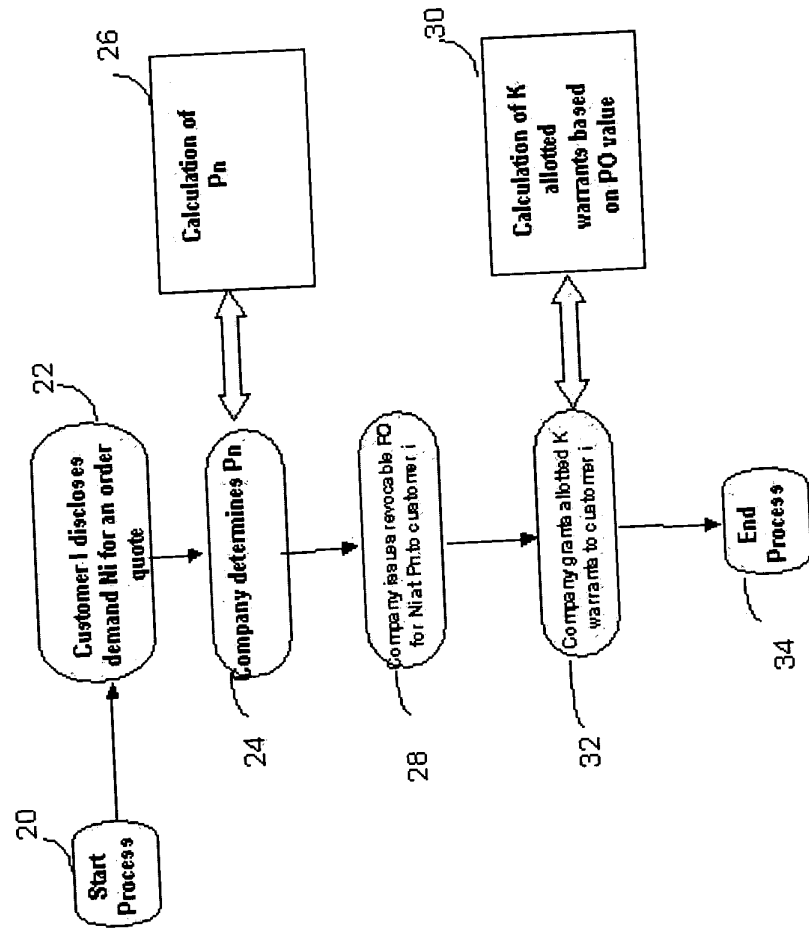 20
Start
Process
22
Customer I discloses
demand Ni for an order
quote
24
Company determines Pn
26
Calculation of
Pn
28
Company issues revocable PO
for Ni at Pn to customer i
30
Calculation of K
allotted
warrants based
on PO value
32
Company grants allotted K
warrants to customer i
34
End
Process